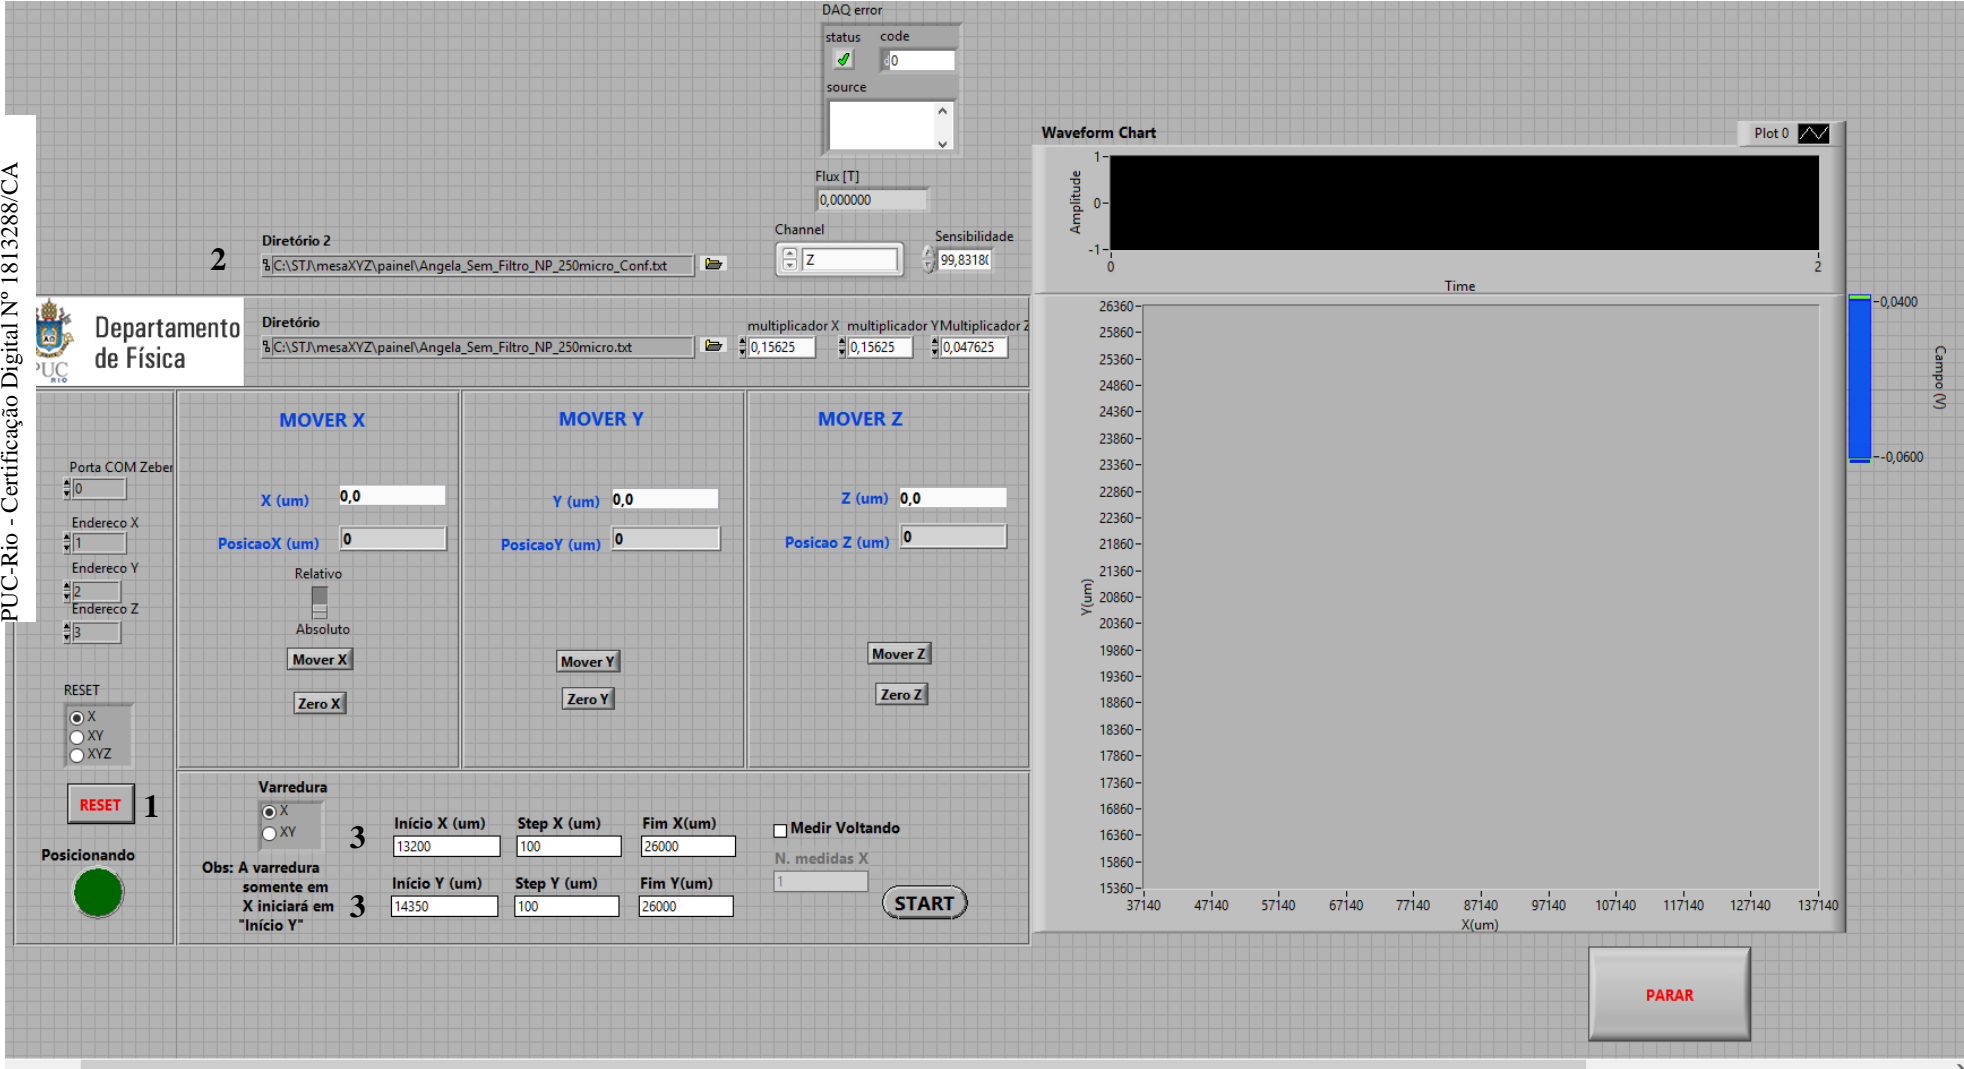 DAQ error
status code
0
source
Flux [T]
0,000000
Channel
Z
Sensibilidade
99,8318(
2
Diretório 2
C:\STJ\mesaXYZ\painel\Angela_Sem_Filtro_NP_250micro_Conf.txt
PUC-Rio - Certificação Digital Nº 1813288/CA
PUC
RIO
Departamento
de Física
Diretório
C:\STJ\mesaXYZ\painel\Angela_Sem_Filtro_NP_250micro.txt
multiplicador X multiplicador Y Multiplicador Z
0,15625 0,15625 0,047625
Porta COM Zeber
0
Endereco X
1
Endereco Y
2
Endereco Z
3
RESET
X
XY
XYZ
RESET
1
Posicionando
MOVER X
X (um) 0,0
PosicaoX (um) 0
Relativo
Absoluto
Mover X
Zero X
MOVER Y
Y (um) 0,0
PosicaoY (um) 0
Mover Y
Zero Y
MOVER Z
Z (um) 0,0
Posicao Z (um) 0
Mover Z
Zero Z
Varredura
X
XY
Obs: A varredura
somente em
X iniciará em
"Início Y"
3
Início X (um) Step X (um) Fim X(um)
13200 100 26000
3
Início Y (um) Step Y (um) Fim Y(um)
14350 100 26000
Medir Voltando
N. medidas X
1
START
Waveform Chart
Plot 0
Amplitude
1
0
-1
0 2
Time
Y(um)
26360
25860
25360
24860
24360
23860
23360
22860
22360
21860
21360
20860
20360
19860
19360
18860
18360
17860
17360
16860
16360
15860
15360
37140 47140 57140 67140 77140 87140 97140 107140 117140 127140 137140
X(um)
-0,0400
-0,0600
Campo (V)
PARAR